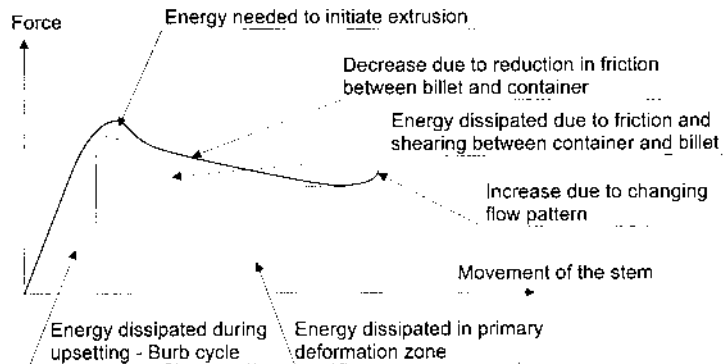 Energy needed to initiate extrusion
Force
Decrease due to reduction in friction
between billet and container
Energy dissipated due to friction and
shearing between container and billet
Increase due to changing
flow pattern
Movement of the stem
Energy dissipated during
upsetting - Burb cycle
Energy dissipated in primary
deformation zone